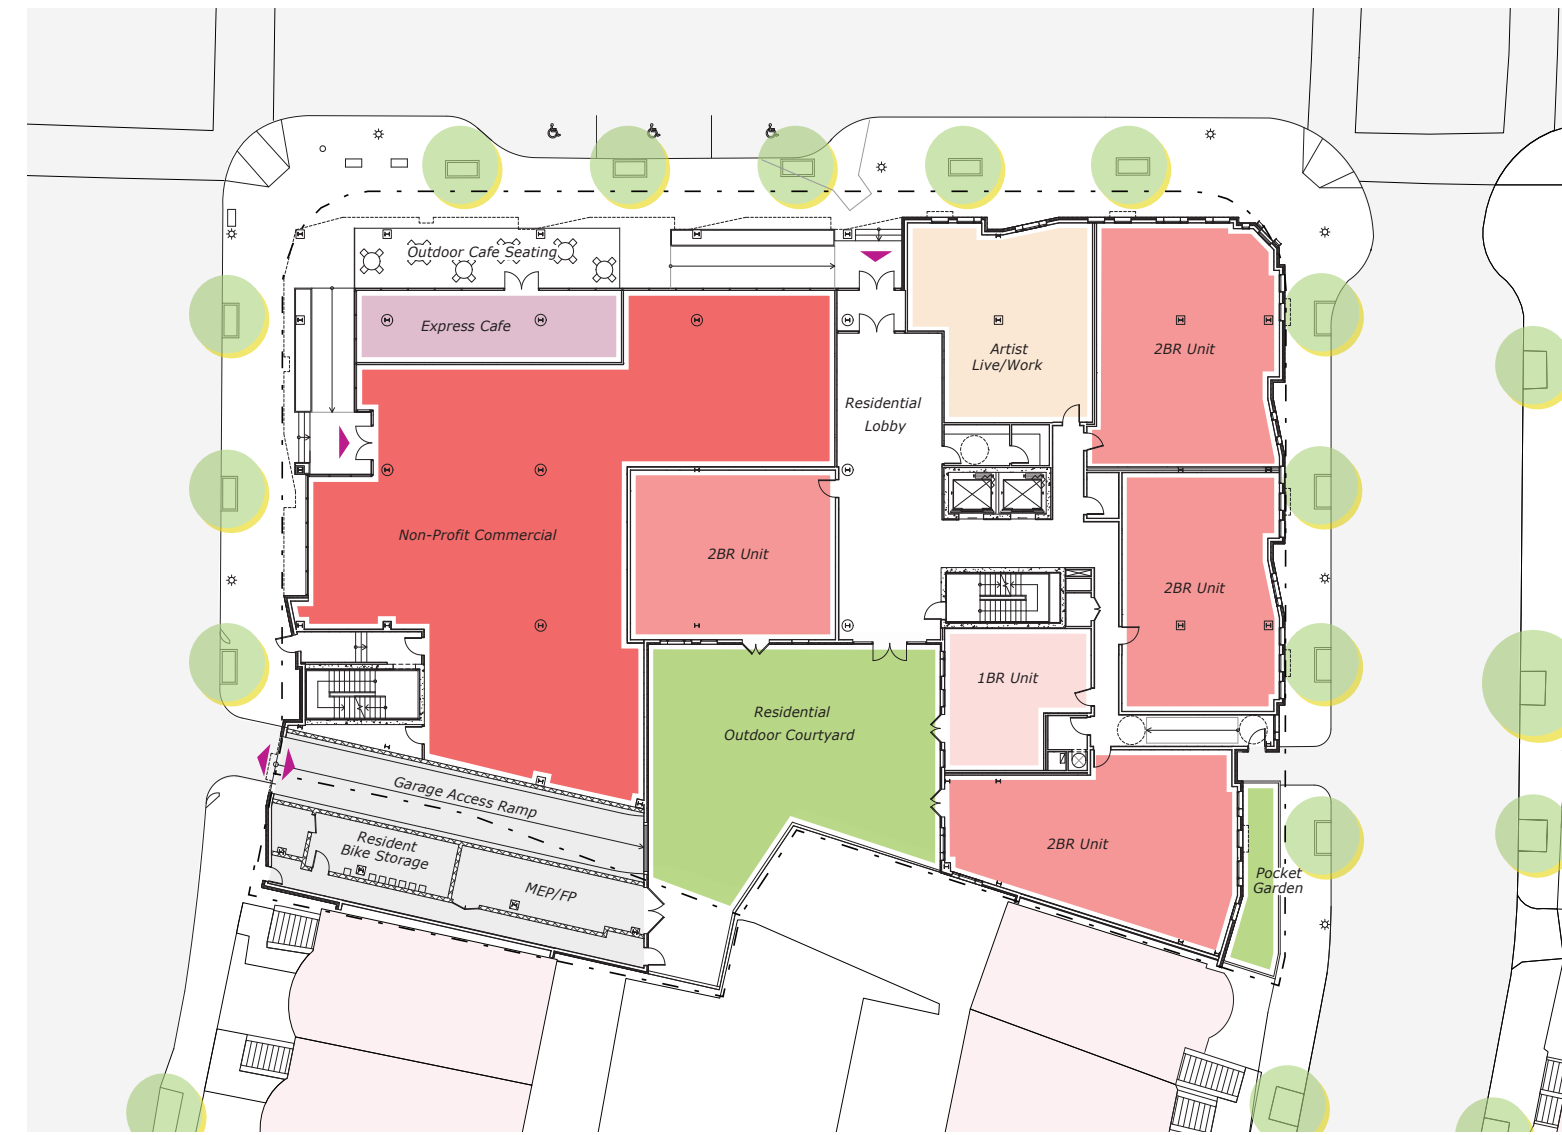 Outdoor Cafe Seating
Express Cafe
Artist
Live/Work
2BR Unit
Residential
Lobby
Non-Profit Commercial
2BR Unit
2BR Unit
1BR Unit
Residential
Outdoor Courtyard
Garage Access Ramp
Resident
Bike Storage
MEP/FP
2BR Unit
Pocket
Garden